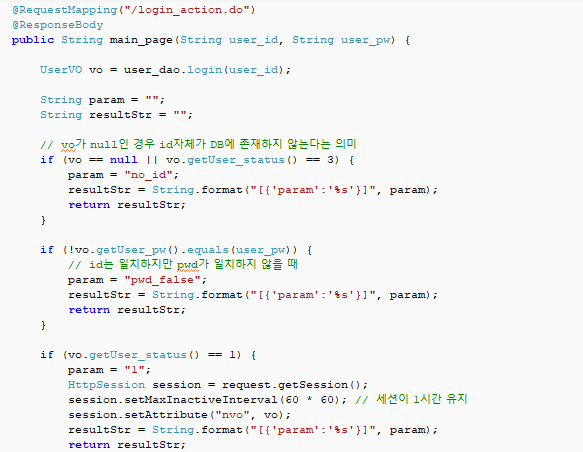 @RequestMapping("/login_action.do")
@ResponseBody
public String main_page(String user_id, String user_pw) {
UserVO vo = user_dao.login(user_id);
String param = "";
String resultStr = "";
// vo가 null인 경우 id자체가 DB에 존재하지 않는다는 의미
if (vo == null || vo.getUser_status() == 3) {
param = "no_id";
resultStr = String.format("[{'param':'%s'}]", param);
return resultStr;
}
if (!vo.getUser_pw().equals(user_pw)) {
// id는 일치하지만 pwd가 일치하지 않을 때
param = "pwd_false";
resultStr = String.format("[{'param':'%s'}]", param);
return resultStr;
}
if (vo.getUser_status() == 1) {
param = "1";
HttpSession session = request.getSession();
session.setMaxInactiveInterval(60 * 60); // 세션이 1시간 유지
session.setAttribute("nvo", vo);
resultStr = String.format("[{'param':'%s'}]", param);
return resultStr;